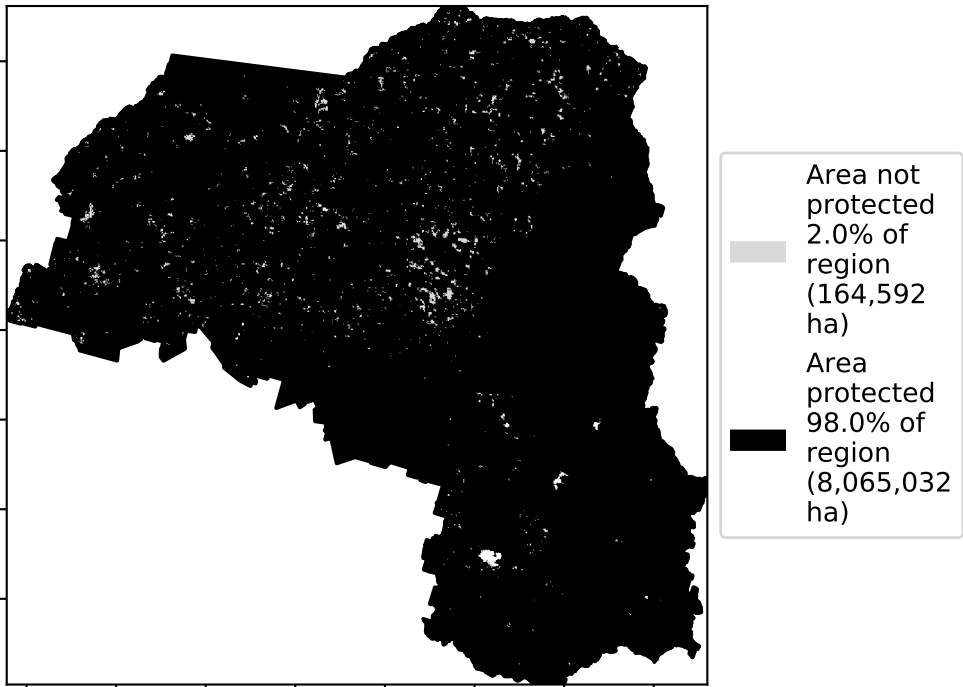 Area not
protected
2.0% of
region
(164,592
ha)
Area
protected
98.0% of
region
(8,065,032
ha)